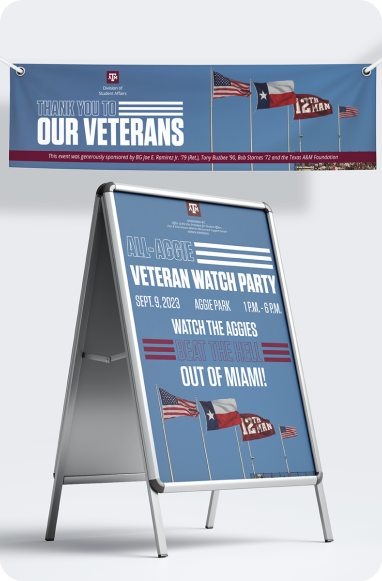 ATM
Division of
Student Affairs
THANK YOU TO
OUR VETERANS
This event was generously sponsored by BG Joe E. Ramirez Jr. '79 (Ret.), Tony Buzbee '90, Bob Starnes '72 and the Texas A&M Foundation
12TH MAN
ATM
ALL-AGGIE
VETERAN WATCH PARTY
SEPT. 9, 2023 AGGIE PARK 1 P.M. - 6 P.M.
WATCH THE AGGIES
BEAT THE HELL
OUT OF MIAMI!
12TH MAN